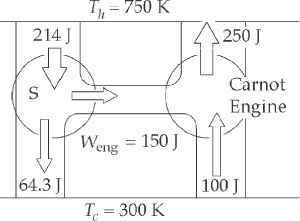 T_h = 750 K
214 J
250 J
S
Carnot
Engine
W_eng = 150 J
64.3 J
100 J
T_c = 300 K